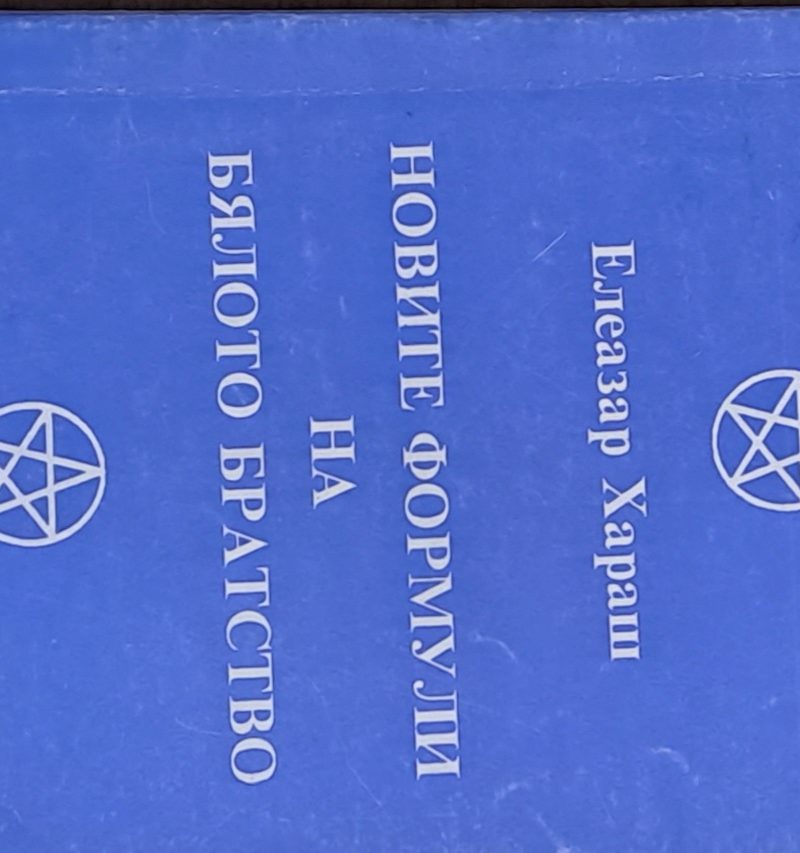 Елеазар Хараш
НОВИТЕ ФОРМУЛИ
НА
БЯЛОТО БРАТСТВО